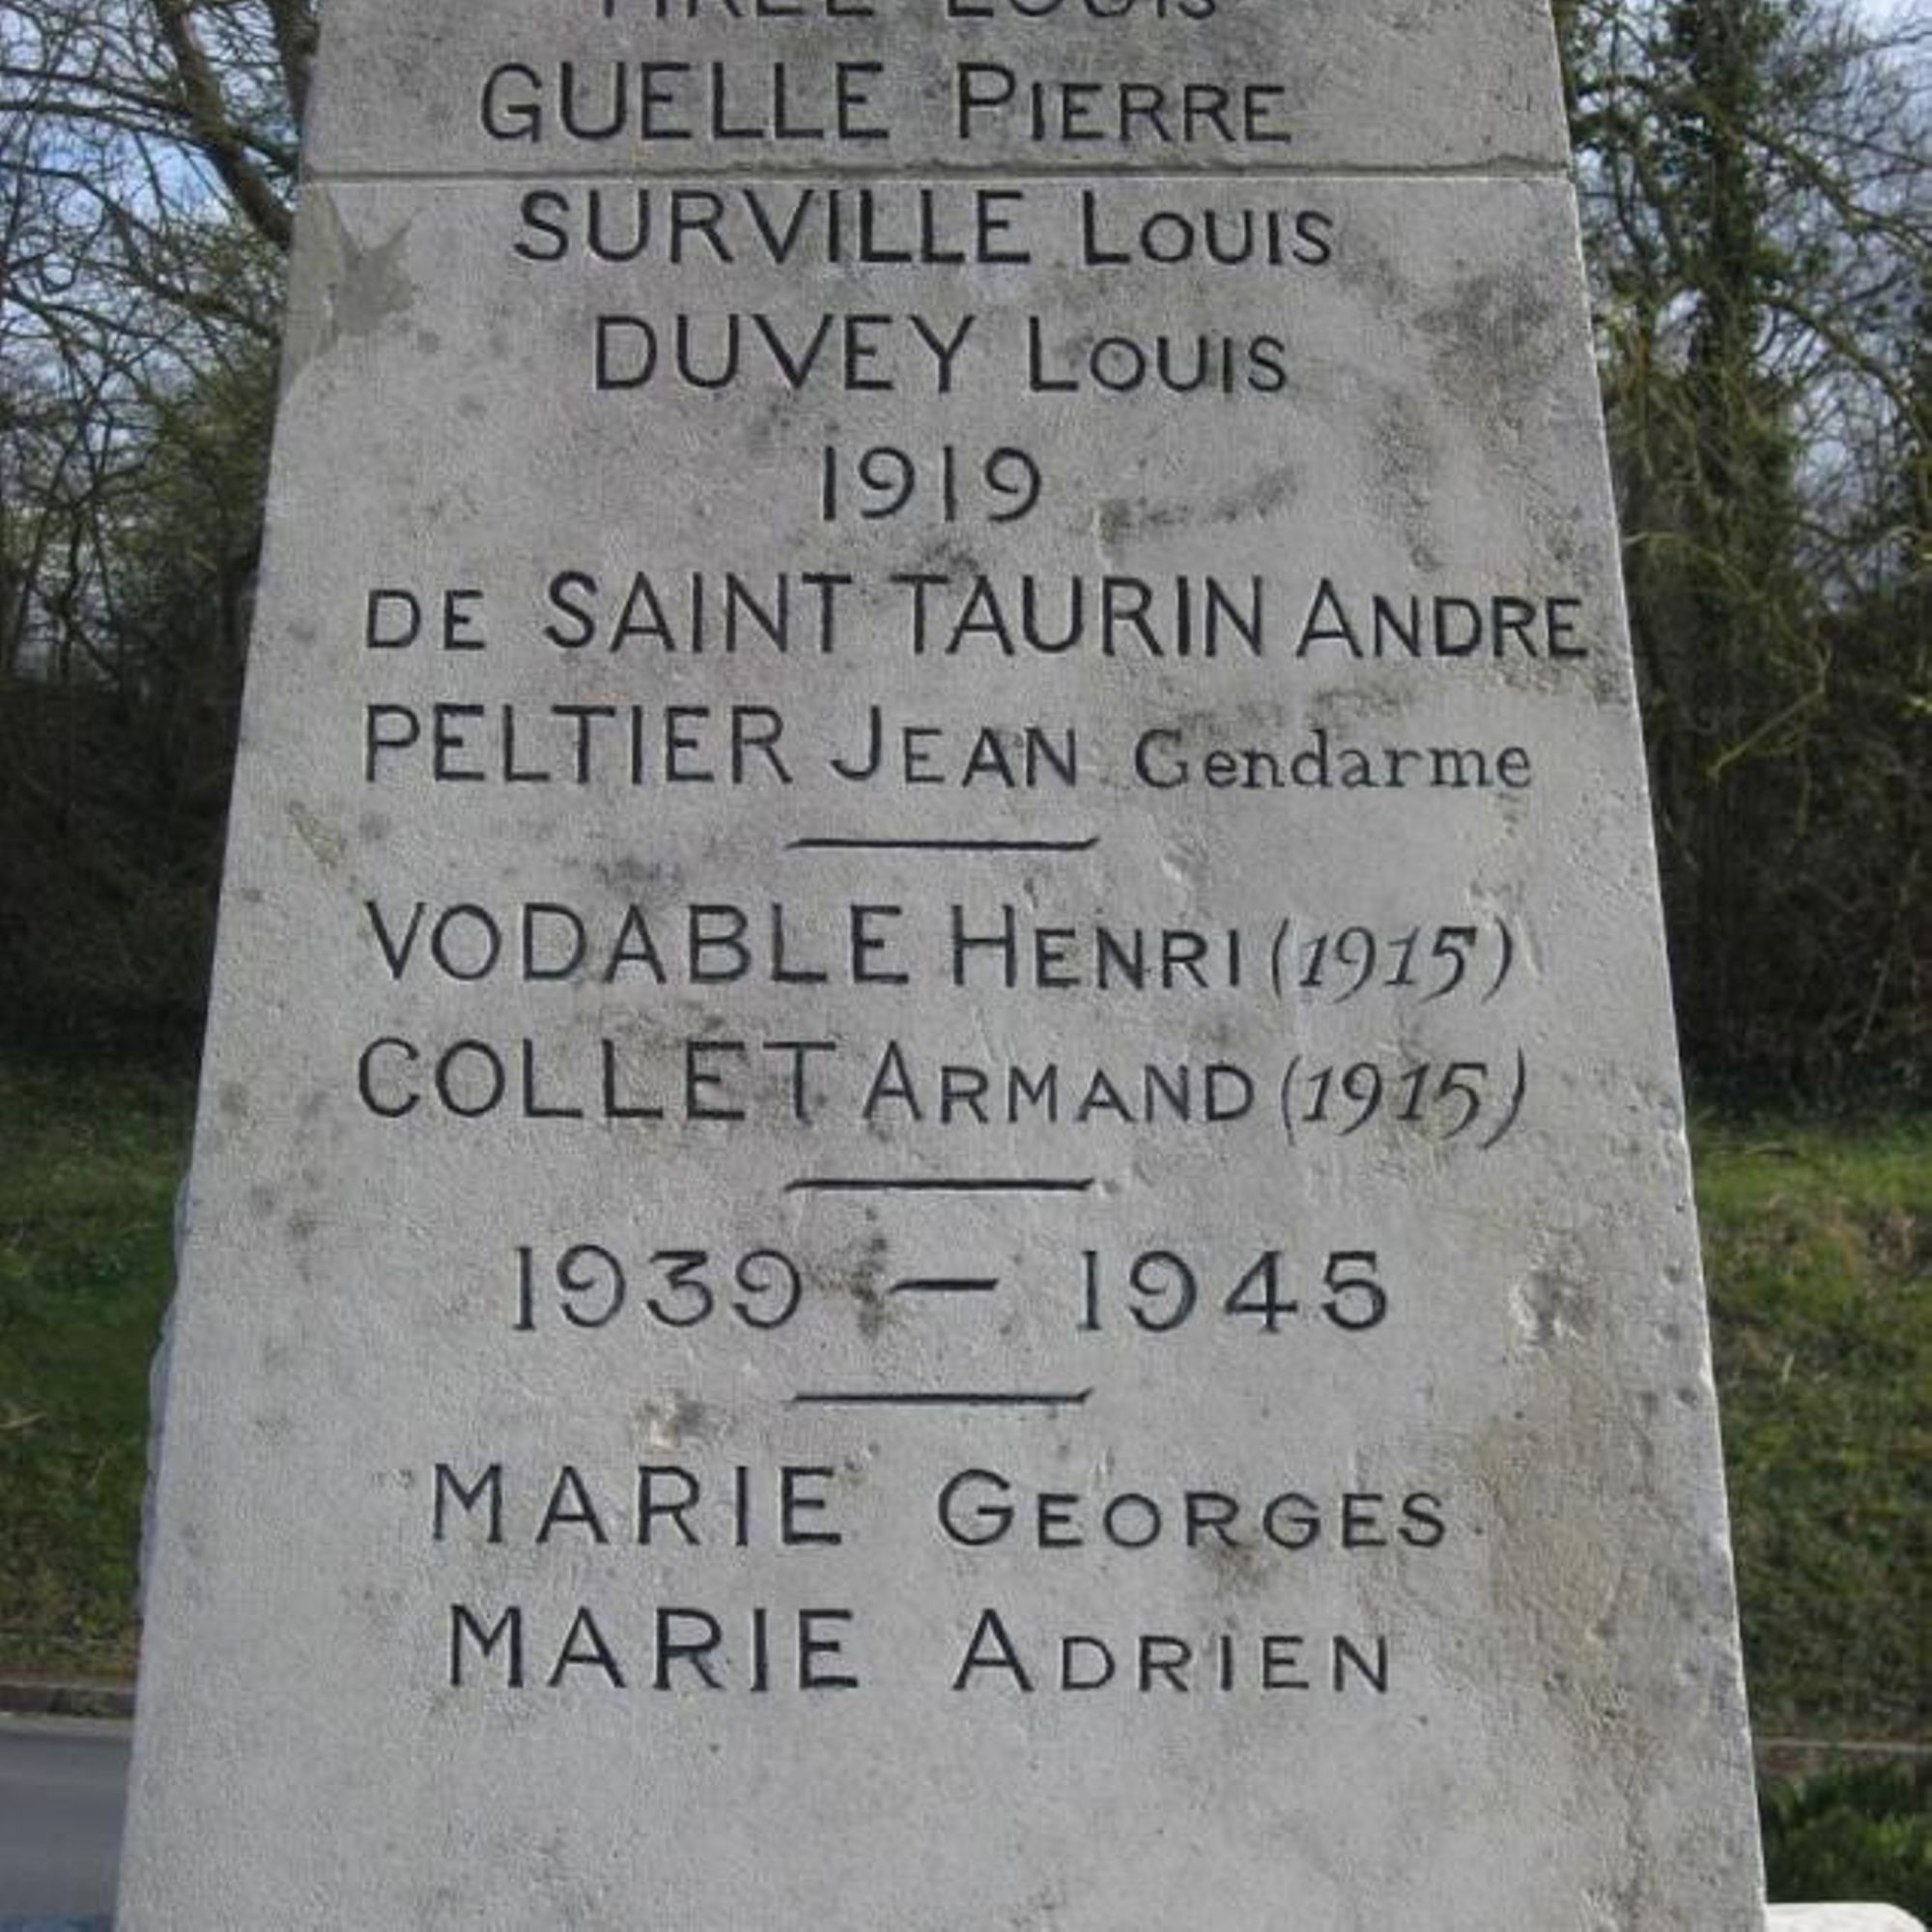 LOUIS
GUELLE PIERRE
SURVILLE LOUIS
DUVEY LOUIS
1919
DE SAINT TAURIN ANDRE
PELTIER JEAN Gendarme
VODABLE HENRI (1915)
COLLET ARMAND (1915)
1939 — 1945
MARIE GEORGES
MARIE ADRIEN